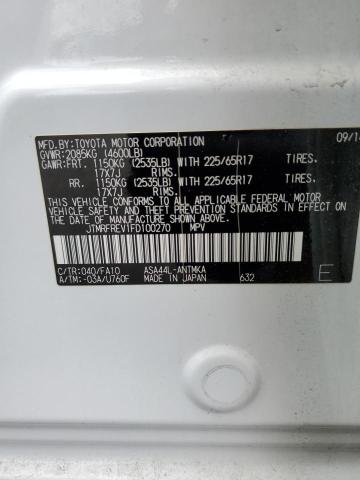 MFD.BY:TOYOTA MOTOR CORPORATION 09/14
GVWR:2085KG (4600LB)
GAWR:FRT. 1150KG (2535LB) WITH 225/65R17 TIRES.
17X7J RIMS.
RR. 1150KG (2535LB) WITH 225/65R17 TIRES.
17X7J RIMS.
THIS VEHICLE CONFORMS TO ALL APPLICABLE FEDERAL MOTOR
VEHICLE SAFETY AND THEFT PREVENTION STANDARDS IN EFFECT ON
THE DATE OF MANUFACTURE SHOWN ABOVE.
JTMRFREV1FD100270 MPV
C/TR:040/FA10 ASA44L-ANTMKA
A/TM:-03A/U760F MADE IN JAPAN 632 E